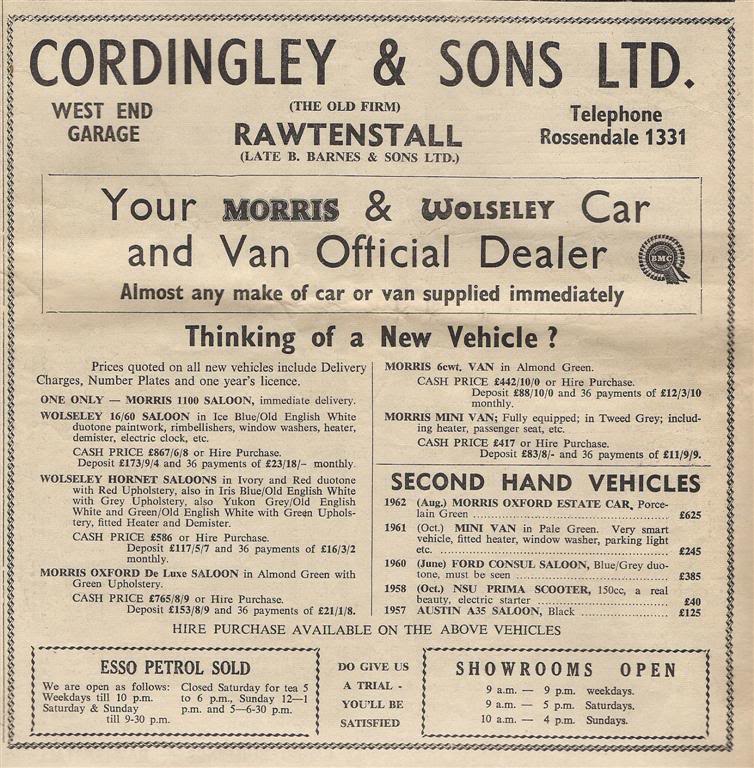 CORDINGLEY & SONS LTD.
WEST END
GARAGE
(THE OLD FIRM)
RAWTENSTALL
(LATE B. BARNES & SONS LTD.)
Telephone
Rossendale 1331
Your MORRIS & WOLSELEY Car
and Van Official Dealer
BMC
Almost any make of car or van supplied immediately
Thinking of a New Vehicle ?
Prices quoted on all new vehicles include Delivery
Charges, Number Plates and one year's licence.
ONE ONLY — MORRIS 1100 SALOON, immediate delivery.
WOLSELEY 16/60 SALOON in Ice Blue/Old English White
duotone paintwork, rimbellishers, window washers, heater,
demister, electric clock, etc.
CASH PRICE £867/6/8 or Hire Purchase.
Deposit £173/9/4 and 36 payments of £23/18/- monthly.
WOLSELEY HORNET SALOONS in Ivory and Red duotone
with Red Upholstery, also in Iris Blue/Old English White
with Grey Upholstery, also Yukon Grey/Old English
White and Green/Old English White with Green Uphols-
tery, fitted Heater and Demister.
CASH PRICE £586 or Hire Purchase.
Deposit £117/5/7 and 36 payments of £16/3/2
monthly.
MORRIS OXFORD De Luxe SALOON in Almond Green with
Green Upholstery.
CASH PRICE £765/8/9 or Hire Purchase.
Deposit £153/8/9 and 36 payments of £21/1/8.
MORRIS 6cwt. VAN in Almond Green.
CASH PRICE £442/10/0 or Hire Purchase.
Deposit £88/10/0 and 36 payments of £12/3/10
monthly.
MORRIS MINI VAN; Fully equipped; in Tweed Grey; includ-
ing heater, passenger seat, etc.
CASH PRICE £417 or Hire Purchase.
Deposit £83/8/- and 36 payments of £11/9/9.
SECOND HAND VEHICLES
1962 (Aug.) MORRIS OXFORD ESTATE CAR, Porce-
lain Green ........ £625
1961 (Oct.) MINI VAN in Pale Green. Very smart
vehicle, fitted heater, window washer, parking light
etc. ........ £245
1960 (June) FORD CONSUL SALOON, Blue/Grey duo-
tone, must be seen ........ £385
1958 (Oct.) NSU PRIMA SCOOTER, 150cc, a real
beauty, electric starter ........ £40
1957 AUSTIN A35 SALOON, Black ........ £125
HIRE PURCHASE AVAILABLE ON THE ABOVE VEHICLES
ESSO PETROL SOLD
We are open as follows:
Weekdays till 10 p.m.
Saturday & Sunday
till 9-30 p.m.
Closed Saturday for tea 5
to 6 p.m., Sunday 12—1
p.m. and 5—6-30 p.m.
DO GIVE US
A TRIAL -
YOU'LL BE
SATISFIED
SHOWROOMS OPEN
9 a.m. — 9 p.m. weekdays.
9 a.m. — 5 p.m. Saturdays.
10 a.m. — 4 p.m. Sundays.